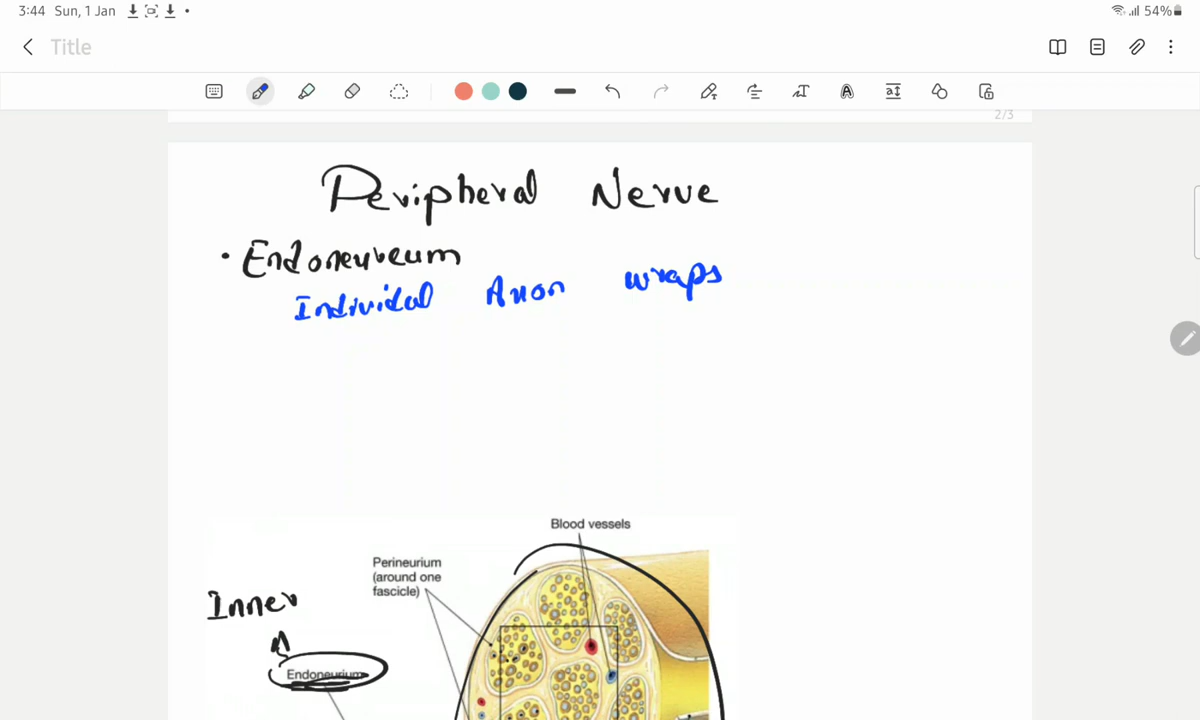 3:44 Sun, 1 Jan
54%
Title
2/3
Peripheral Nerve
• Endoneureum
Individal Axon wraps
Blood vessels
Perineurium
(around one
fascicle)
Inner
Endoneurium